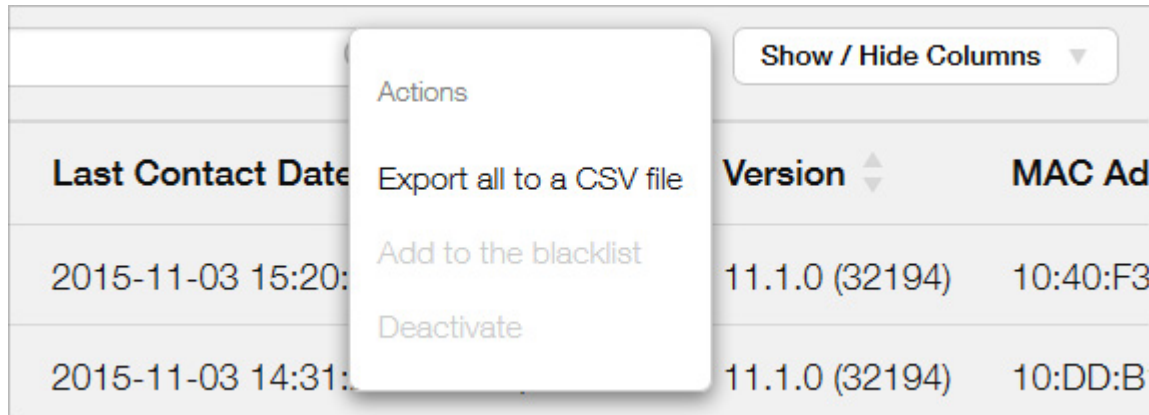 Show / Hide Columns
Actions
Last Contact Date
Export all to a CSV file
Version
MAC Ad
Add to the blacklist
2015-11-03 15:20:
11.1.0 (32194)
10:40:F3
Deactivate
2015-11-03 14:31:
11.1.0 (32194)
10:DD:B